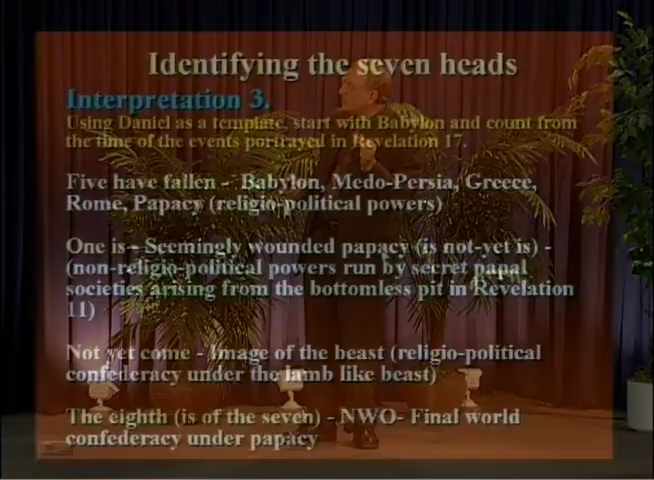 Identifying the seven heads
Interpretation 3.
Using Daniel as a template, start with Babylon and count from
the time of the events portrayed in Revelation 17.
Five have fallen - Babylon, Medo-Persia, Greece,
Rome, Papacy (religio-political powers)
One is - Seemingly wounded papacy (is not-yet is) -
(non-religio-political powers run by secret papal
societies arising from the bottomless pit in Revelation
11)
Not yet come - Image of the beast (religio-political
confederacy under the lamb like beast)
The eighth (is of the seven) - NWO- Final world
confederacy under papacy